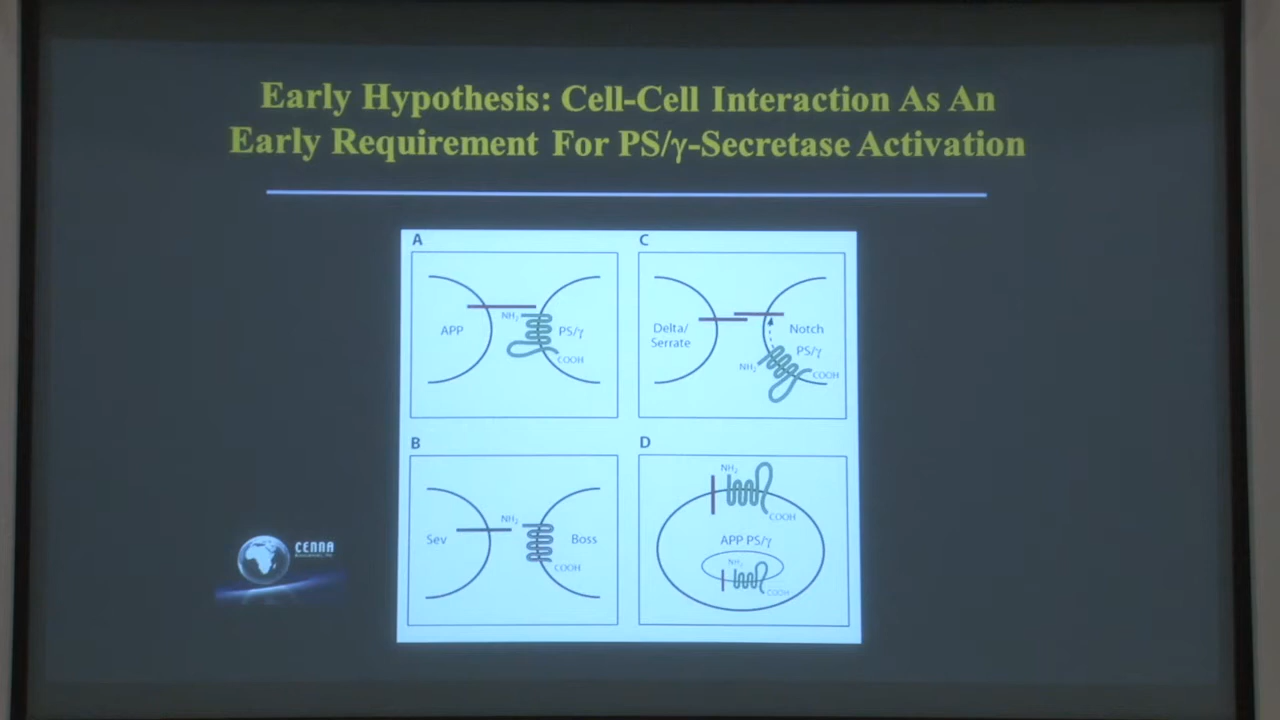 Early Hypothesis: Cell-Cell Interaction As An
Early Requirement For PS/γ-Secretase Activation
A
APP
NH₂
PS/γ
COOH
C
Delta/
Serrate
Notch
PS/γ
NH₂
COOH
B
Sev
NH₂
Boss
COOH
D
NH₂
COOH
APP PS/γ
NH₂
COOH
CENNA